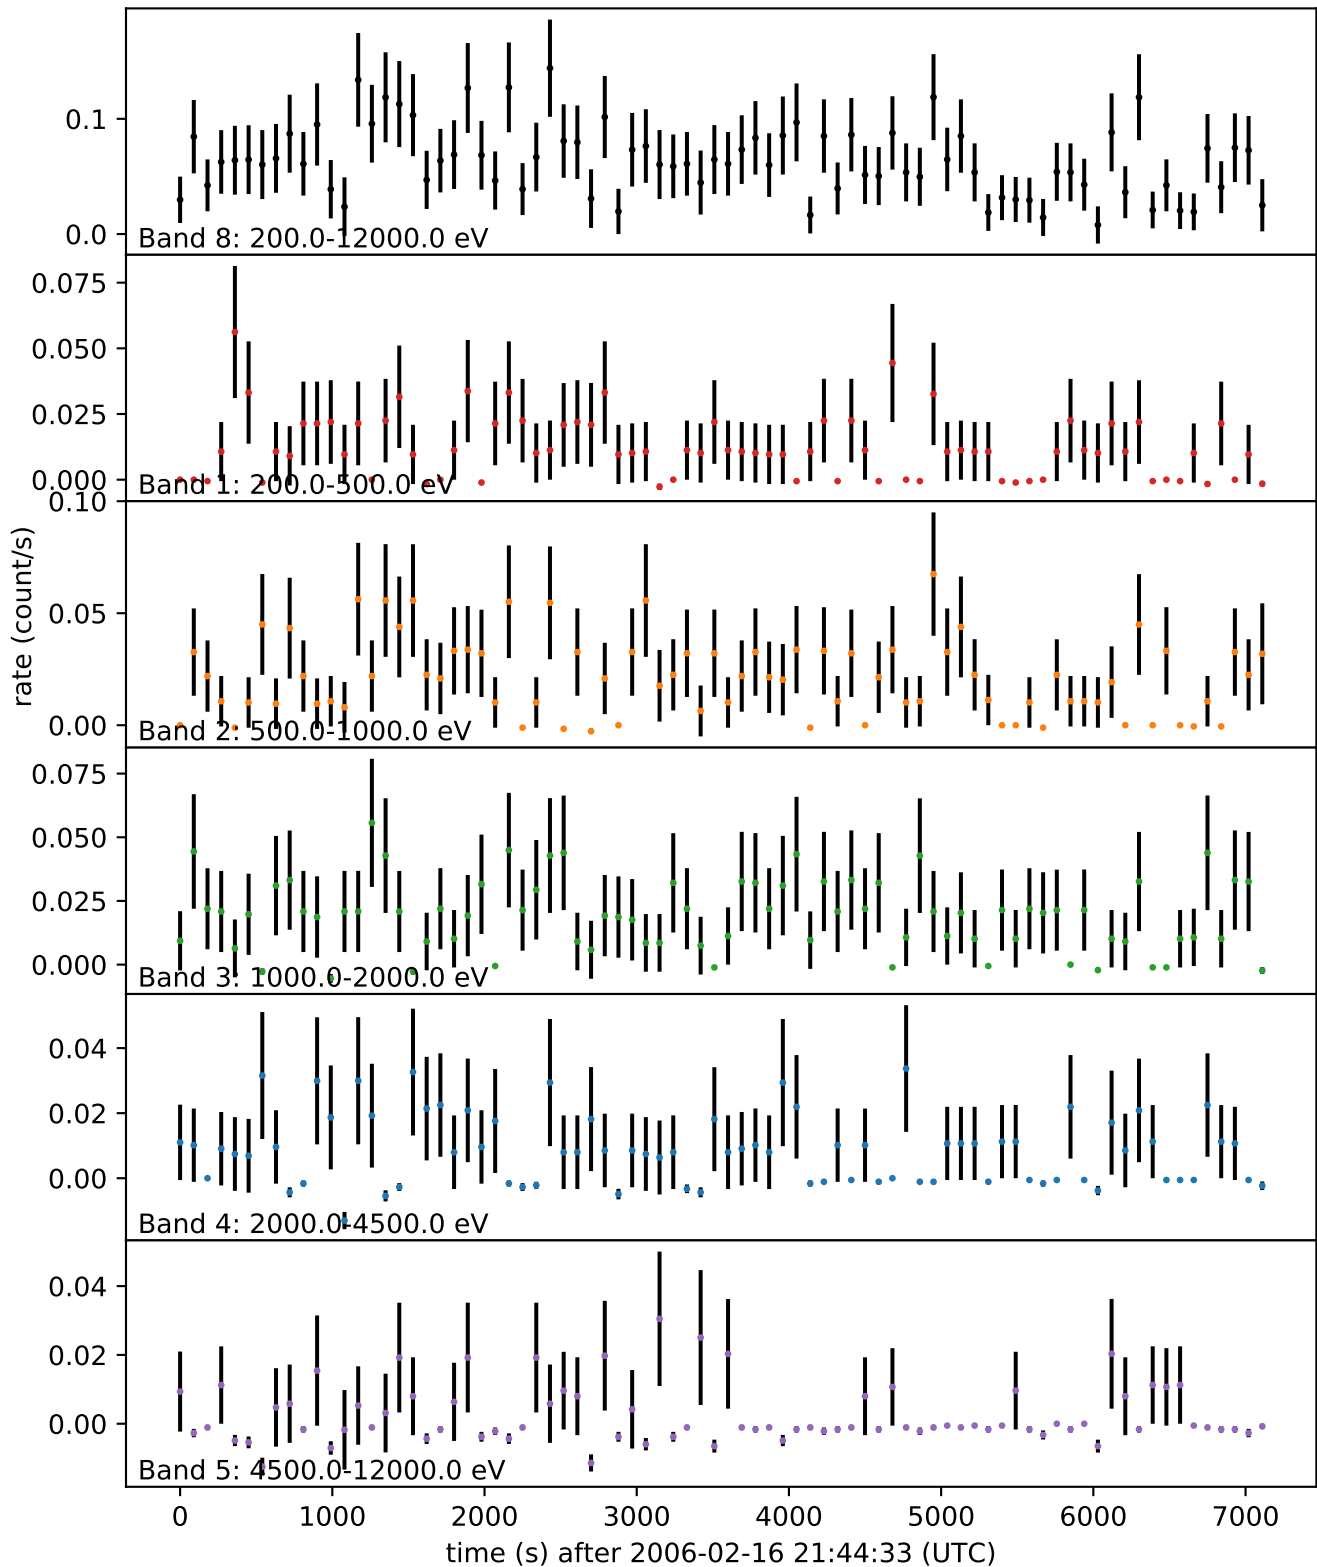 0.1
0.0
Band 8: 200.0-12000.0 eV
0.075
0.050
0.025
0.000
Band 1: 200.0-500.0 eV
0.10
0.05
0.00
Band 2: 500.0-1000.0 eV
rate (count/s)
0.075
0.050
0.025
0.000
Band 3: 1000.0-2000.0 eV
0.04
0.02
0.00
Band 4: 2000.0-4500.0 eV
0.04
0.02
0.00
Band 5: 4500.0-12000.0 eV
0 1000 2000 3000 4000 5000 6000 7000
time (s) after 2006-02-16 21:44:33 (UTC)